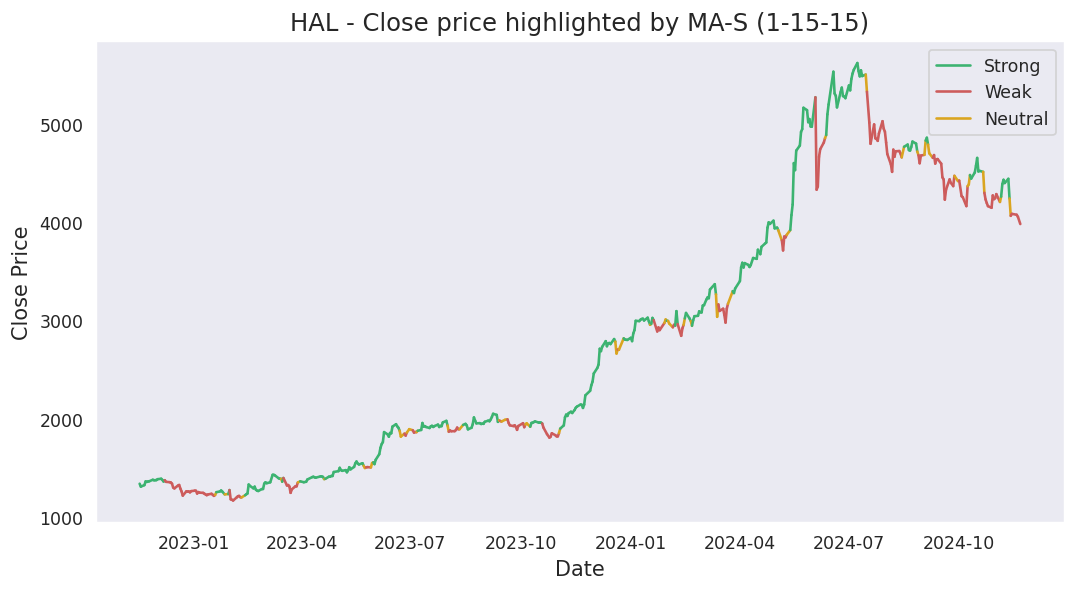 HAL - Close price highlighted by MA-S (1-15-15)
Strong
Weak
Neutral
Close Price
5000
4000
3000
2000
1000
2023-01 2023-04 2023-07 2023-10 2024-01 2024-04 2024-07 2024-10
Date